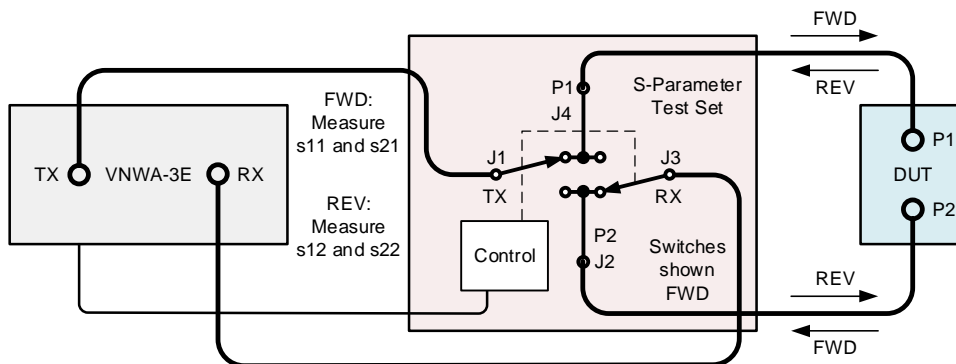 FWD
REV
P1
J4
S-Parameter
Test Set
FWD:
Measure
s11 and s21
TX
VNWA-3E
RX
J1
TX
J3
RX
P1
DUT
P2
REV:
Measure
s12 and s22
Control
P2
J2
Switches
shown
FWD
REV
FWD